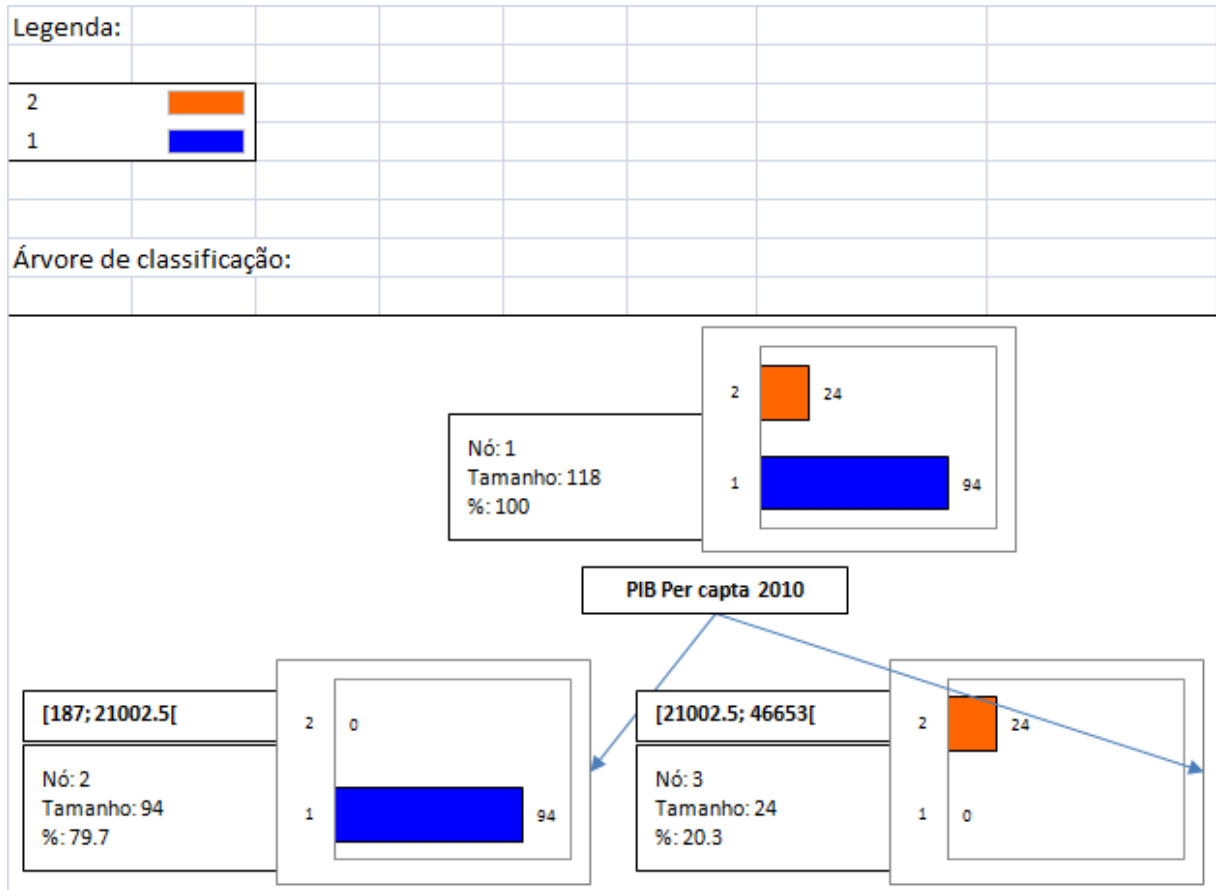 Legenda:
2
1
Árvore de classificação:
2 24
Nó: 1
Tamanho: 118
%: 100
1 94
PIB Per capta 2010
[187; 21002.5[
2 0
Nó: 2
Tamanho: 94
%: 79.7
1 94
[21002.5; 46653[
2 24
Nó: 3
Tamanho: 24
%: 20.3
1 0